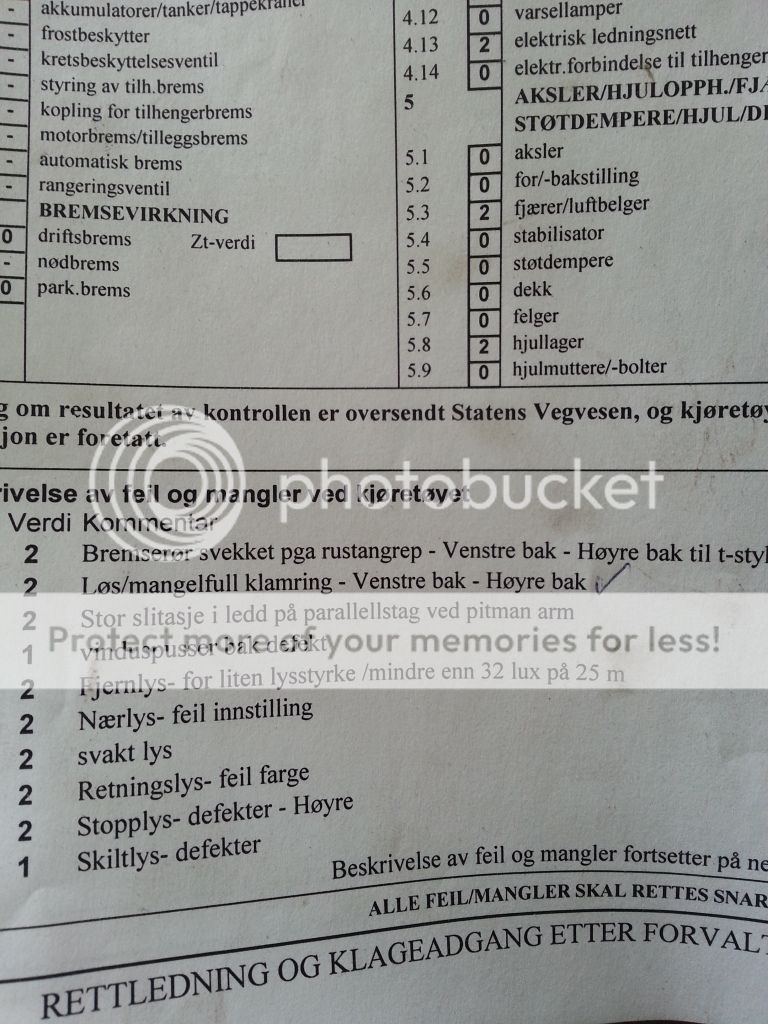 - akkumulatorer/tanker/tappekraner
- frostbeskytter
- kretsbeskyttelsesventil
- styring av tilh.brems
- kopling for tilhengerbrems
- motorbrems/tilleggsbrems
- automatisk brems
- rangeringsventil
BREMSEVIRKNING
0 driftsbrems Zt-verdi
- nødbrems
0 park.brems
4.12 0 varsellamper
4.13 2 elektrisk ledningsnett
4.14 0 elektr.forbindelse til tilhenger
5 AKSLER/HJULOPPH./FJÆ
STØTDEMPERE/HJUL/DE
5.1 0 aksler
5.2 0 for/-bakstilling
5.3 2 fjærer/luftbelger
5.4 0 stabilisator
5.5 0 støtdempere
5.6 0 dekk
5.7 0 felger
5.8 2 hjullager
5.9 0 hjulmuttere/-bolter
g om resultatet av kontrollen er oversendt Statens Vegvesen, og kjøretøy
jon er foretatt.
photobucket
rivelse av feil og mangler ved kjøretøyet
Verdi Kommentar
2 Bremserør svekket pga rustangrep - Venstre bak - Høyre bak til t-styk
2 Løs/mangelfull klamring - Venstre bak - Høyre bak ✓
2 Stor slitasje i ledd på parallellstag ved pitman arm
Protect more of your memories for less!
1 vinduspusser bak defekt
2 Fjernlys- for liten lysstyrke /mindre enn 32 lux på 25 m
2 Nærlys- feil innstilling
2 svakt lys
2 Retningslys- feil farge
2 Stopplys- defekter - Høyre
1 Skiltlys- defekter
Beskrivelse av feil og mangler fortsetter på ne
ALLE FEIL/MANGLER SKAL RETTES SNAR
RETTLEDNING OG KLAGEADGANG ETTER FORVALT